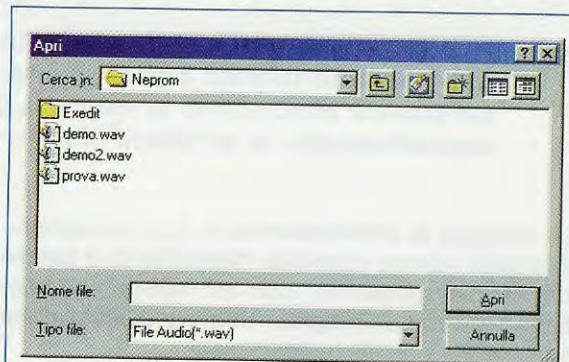 Apri
Cerca in: Neprom
Exedit
demo.wav
demo2.wav
prova.wav
Nome file:
Apri
Tipo file: File Audio(*.wav)
Annulla